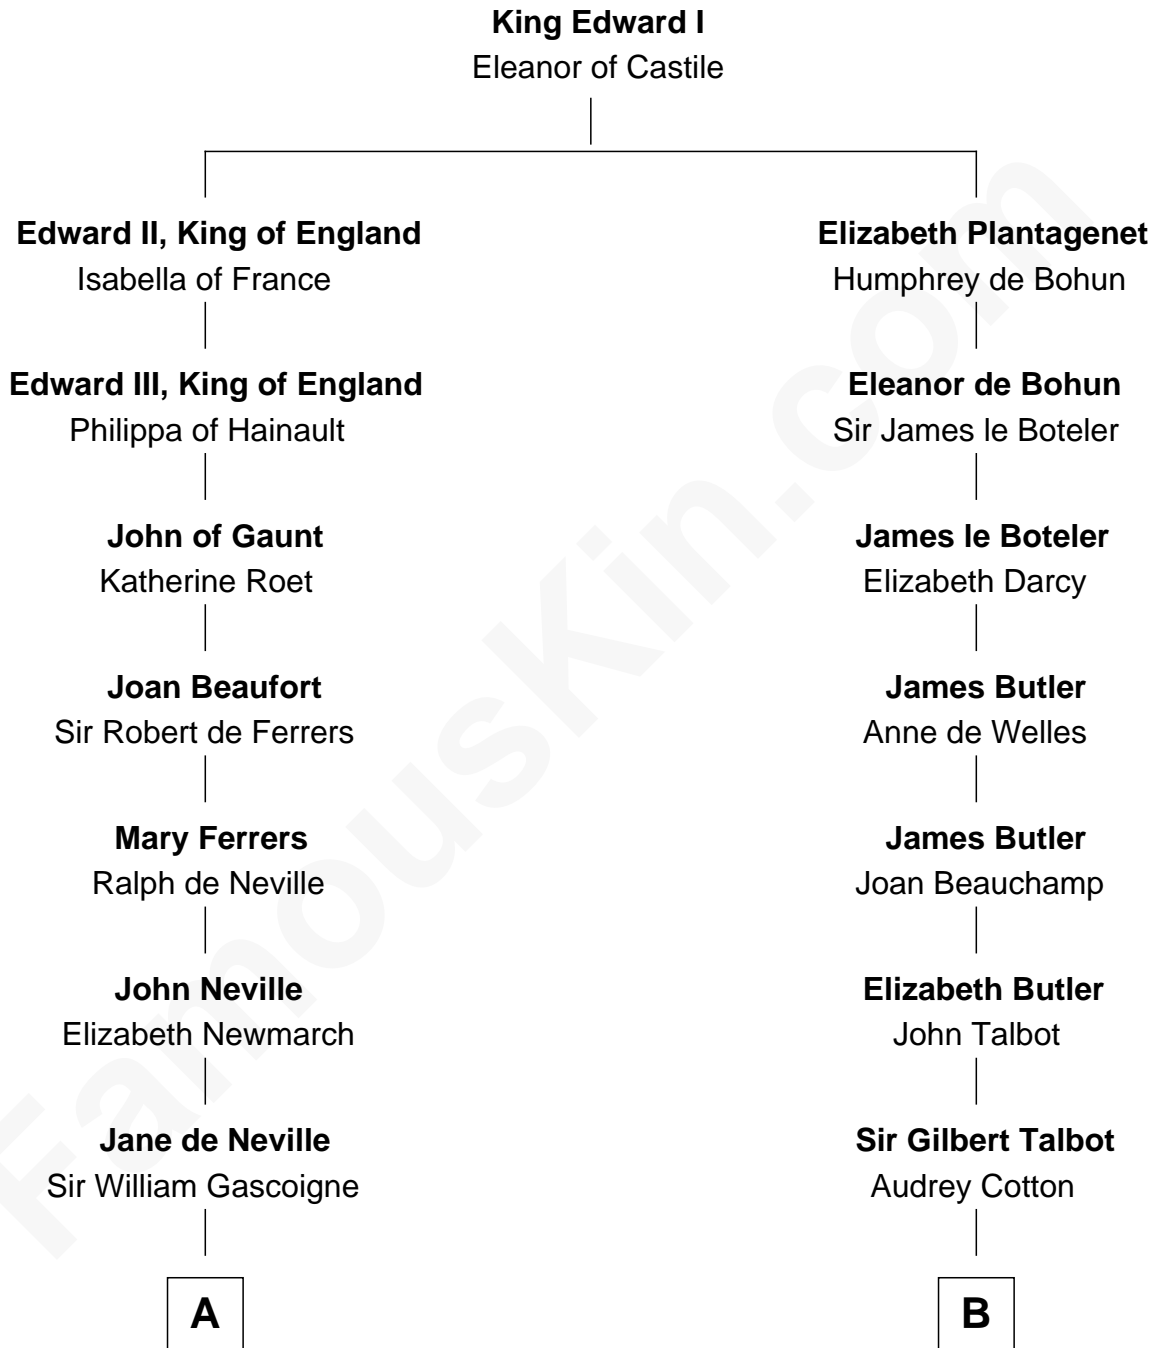 King Edward I
Eleanor of Castile
Edward II, King of England
Isabella of France
Edward III, King of England
Philippa of Hainault
John of Gaunt
Katherine Roet
Joan Beaufort
Sir Robert de Ferrers
Mary Ferrers
Ralph de Neville
John Neville
Elizabeth Newmarch
Jane de Neville
Sir William Gascoigne
A
Elizabeth Plantagenet
Humphrey de Bohun
Eleanor de Bohun
Sir James le Boteler
James le Boteler
Elizabeth Darcy
James Butler
Anne de Welles
James Butler
Joan Beauchamp
Elizabeth Butler
John Talbot
Sir Gilbert Talbot
Audrey Cotton
B
FamousKin.com